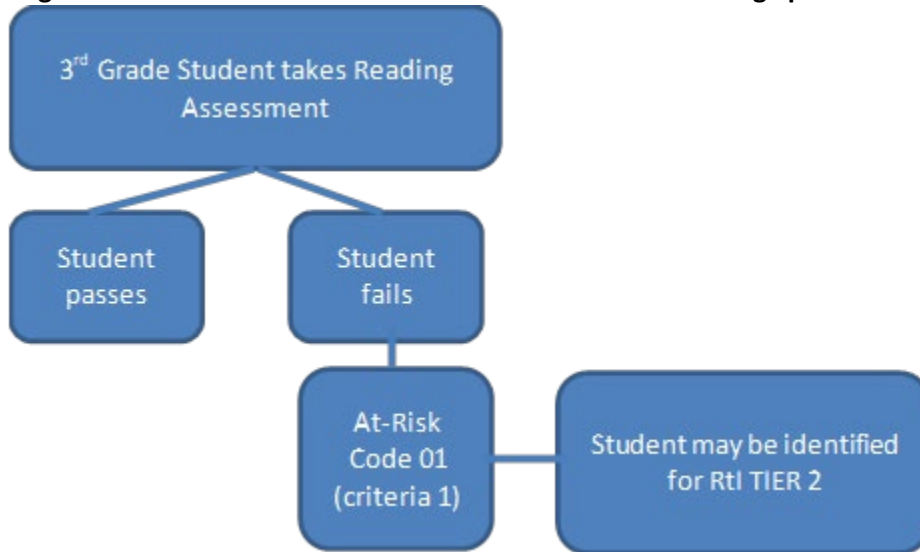 3rd Grade Student takes Reading
Assessment
Student
passes
Student
fails
At-Risk
Code 01
(criteria 1)
Student may be identified
for RtI TIER 2